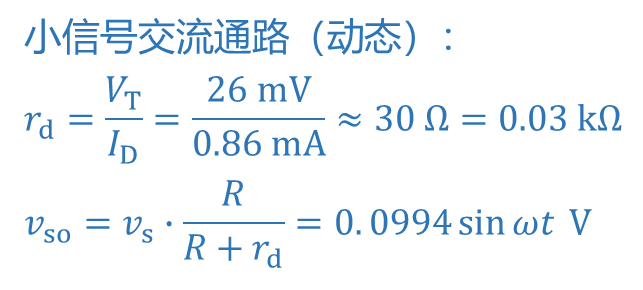 小信号交流通路（动态）:
r_d = V_T / I_D = 26 mV / 0.86 mA ≈ 30 Ω = 0.03 kΩ
v_so = v_s · R / (R + r_d) = 0.0994 sin ωt V